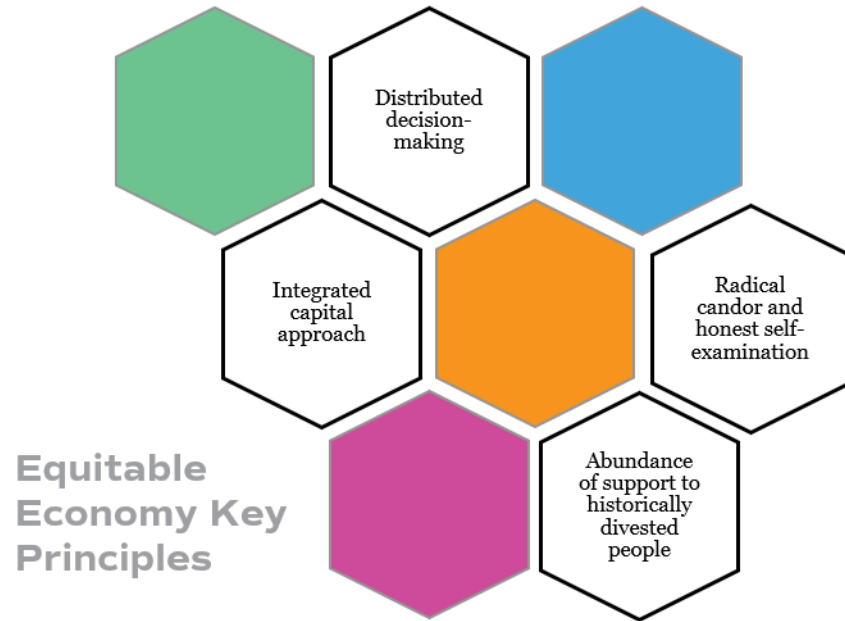 Distributed
decision-
making
Integrated
capital
approach
Radical
candor and
honest self-
examination
Abundance
of support to
historically
divested
people
Equitable
Economy Key
Principles